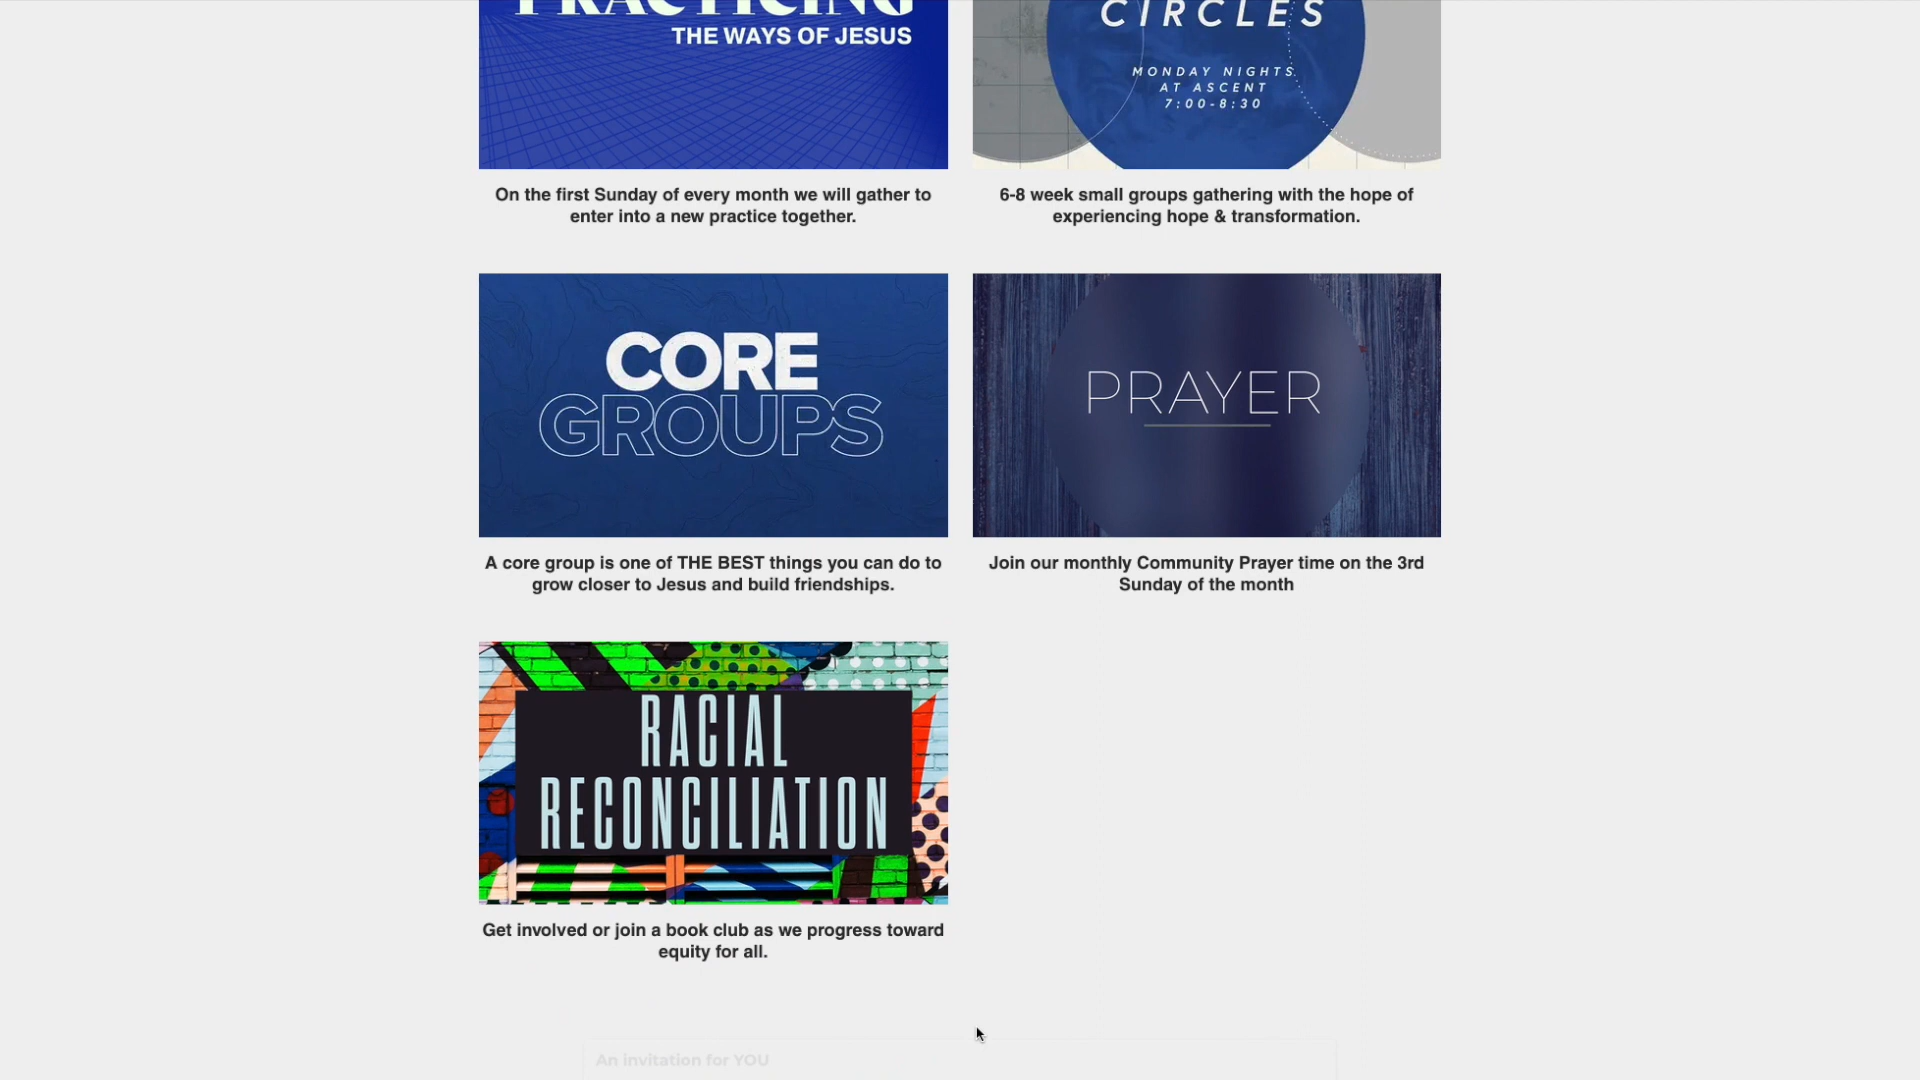 PRACTICING
THE WAYS OF JESUS
CIRCLES
MONDAY NIGHTS
AT ASCENT
7:00-8:30
On the first Sunday of every month we will gather to
enter into a new practice together.
6-8 week small groups gathering with the hope of
experiencing hope & transformation.
CORE
GROUPS
PRAYER
A core group is one of THE BEST things you can do to
grow closer to Jesus and build friendships.
Join our monthly Community Prayer time on the 3rd
Sunday of the month
RACIAL
RECONCILIATION
Get involved or join a book club as we progress toward
equity for all.
An invitation for YOU